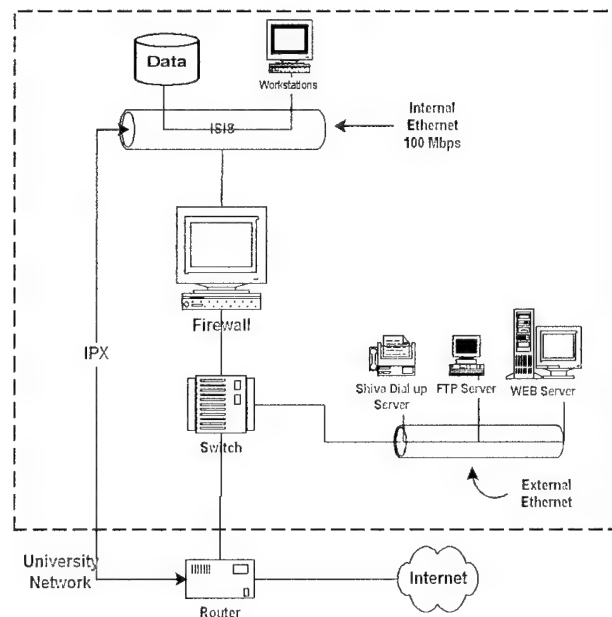 Data
Workstations
ISIS
Internal
Ethernet
100 Mbps
Firewall
IPX
Shiva Dial up
Server
FTP Server
WEB Server
Switch
External
Ethernet
University
Network
Router
Internet